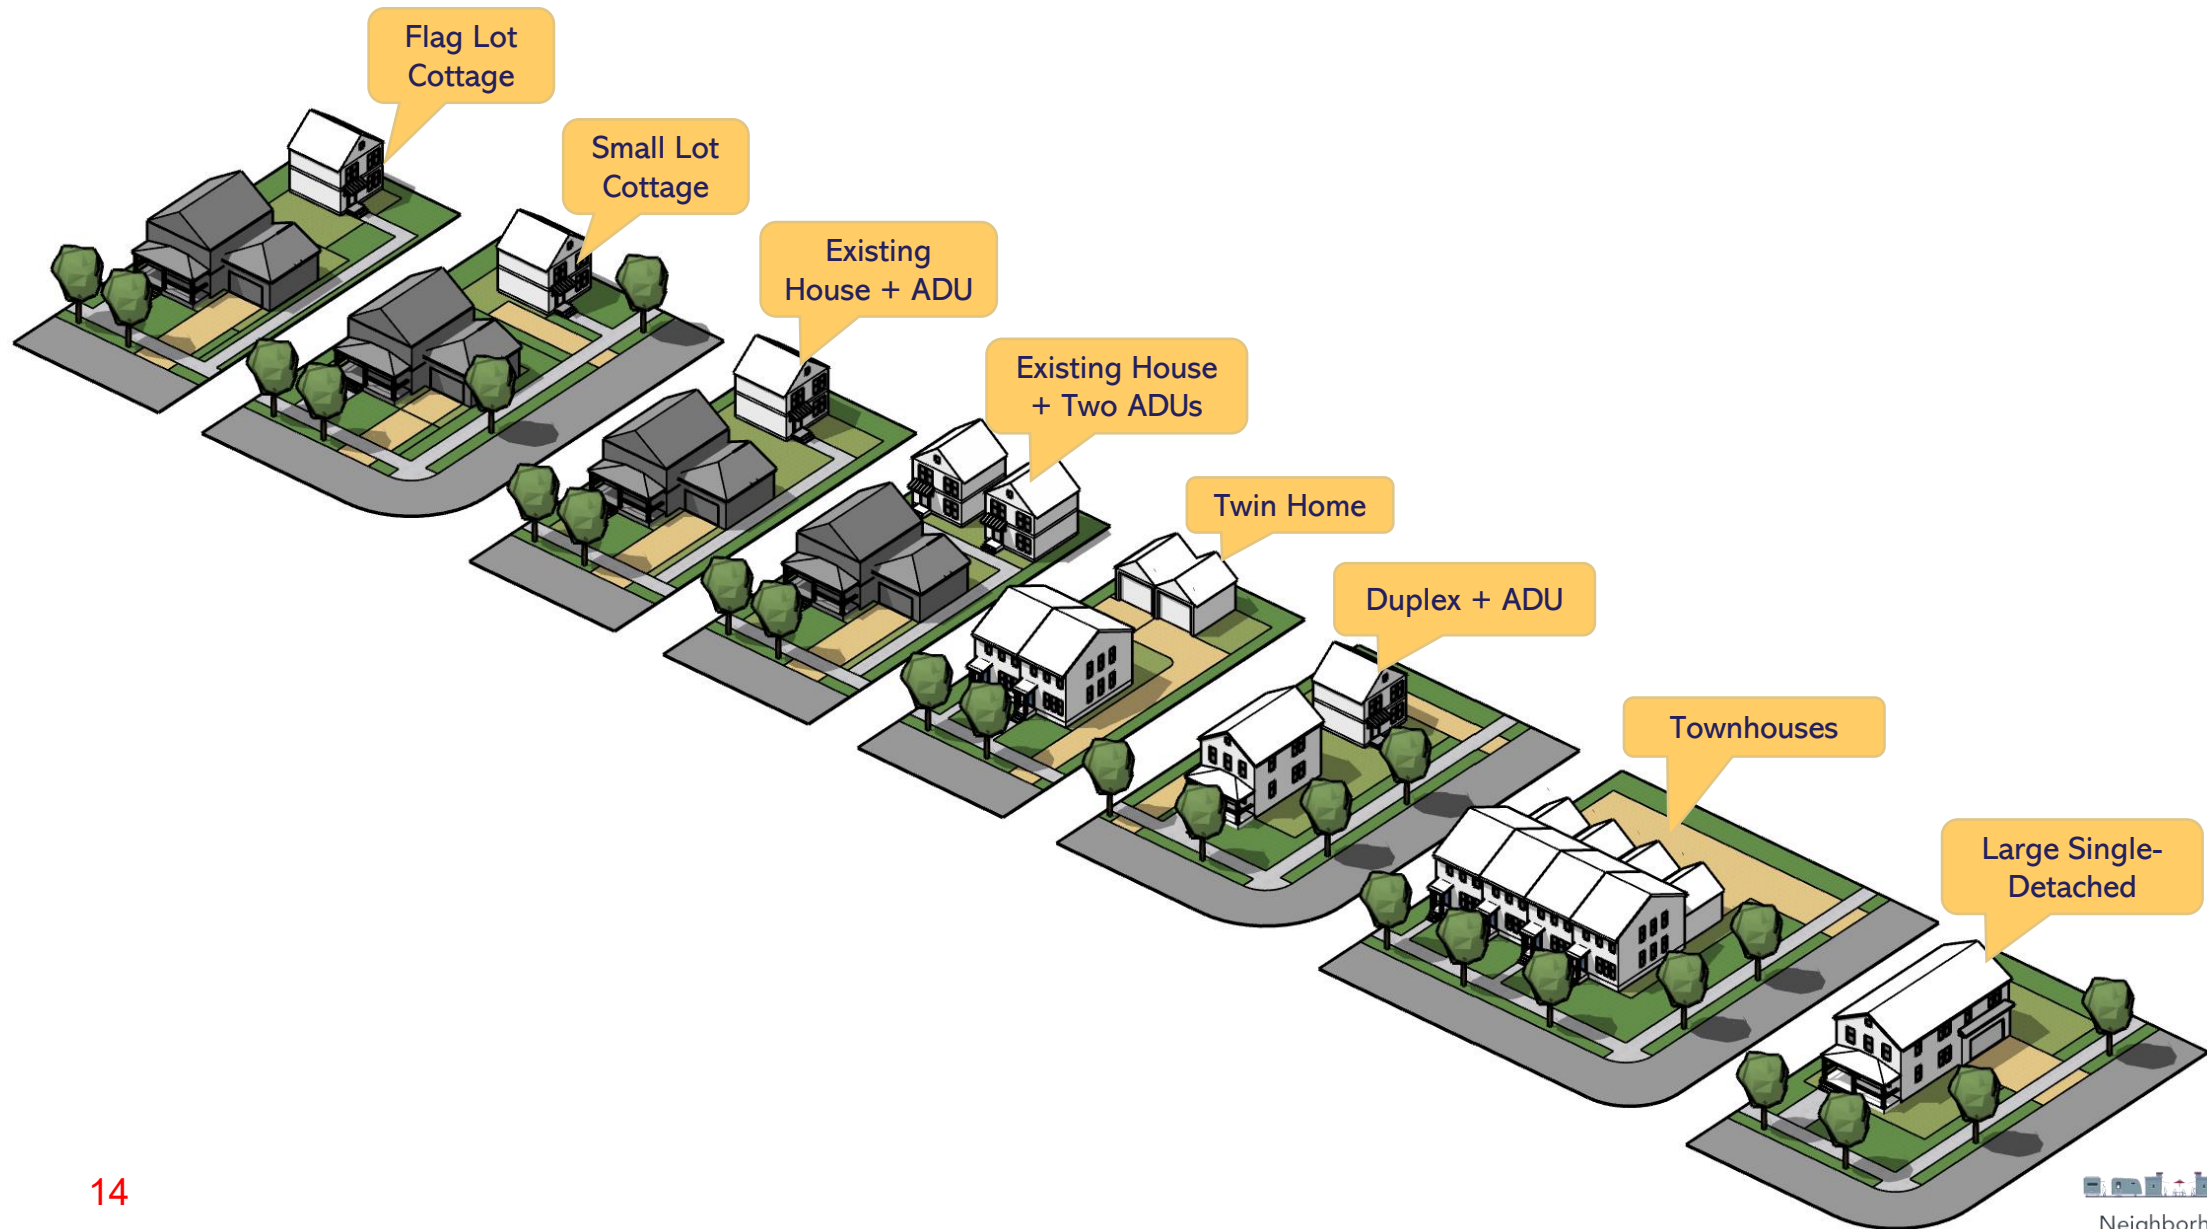 Flag Lot
Cottage
Small Lot
Cottage
Existing
House + ADU
Existing House
+ Two ADUs
Twin Home
Duplex + ADU
Townhouses
Large Single-
Detached
14